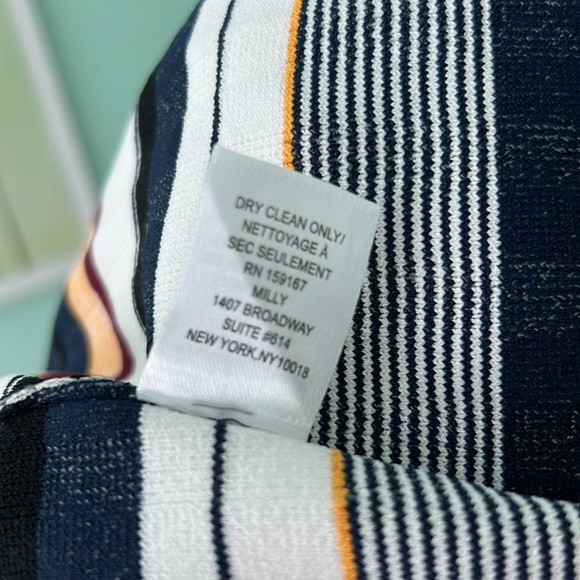 DRY CLEAN ONLY/
NETTOYAGE À
SEC SEULEMENT
RN 159167
MILLY
1407 BROADWAY
SUITE #614
NEW YORK,NY10018